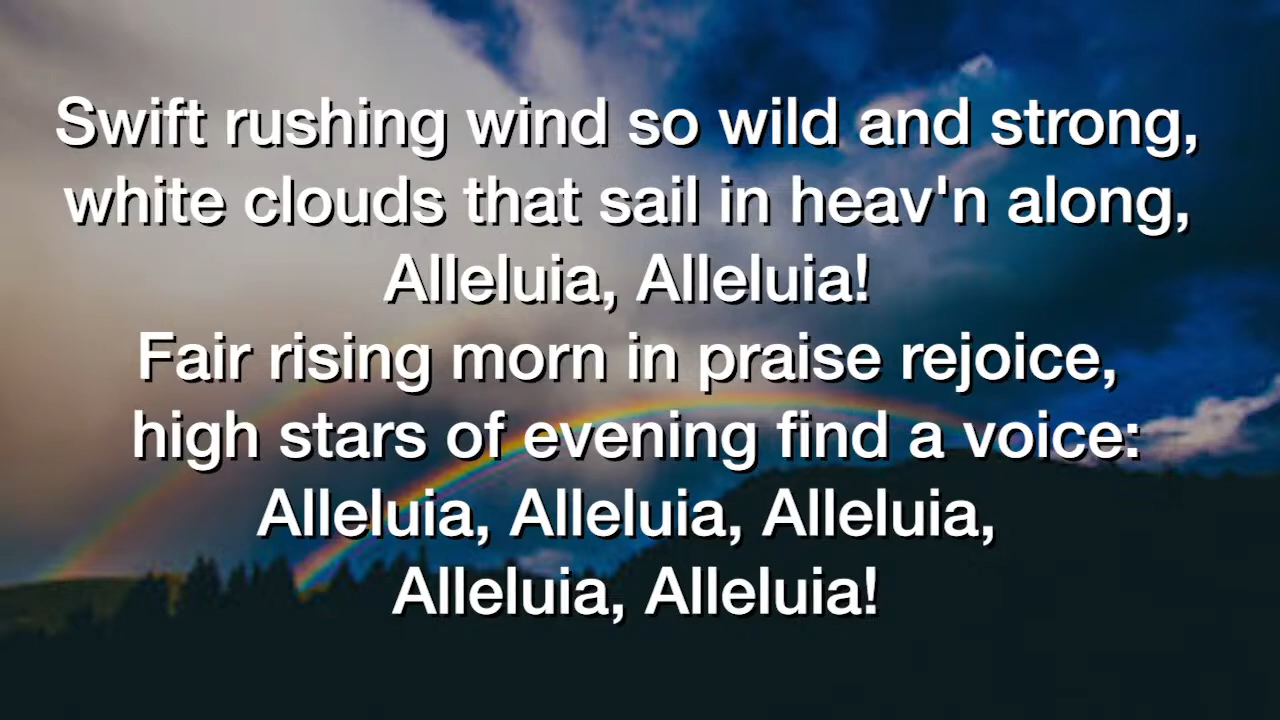 Swift rushing wind so wild and strong,
white clouds that sail in heav'n along,
Alleluia, Alleluia!
Fair rising morn in praise rejoice,
high stars of evening find a voice:
Alleluia, Alleluia, Alleluia,
Alleluia, Alleluia!